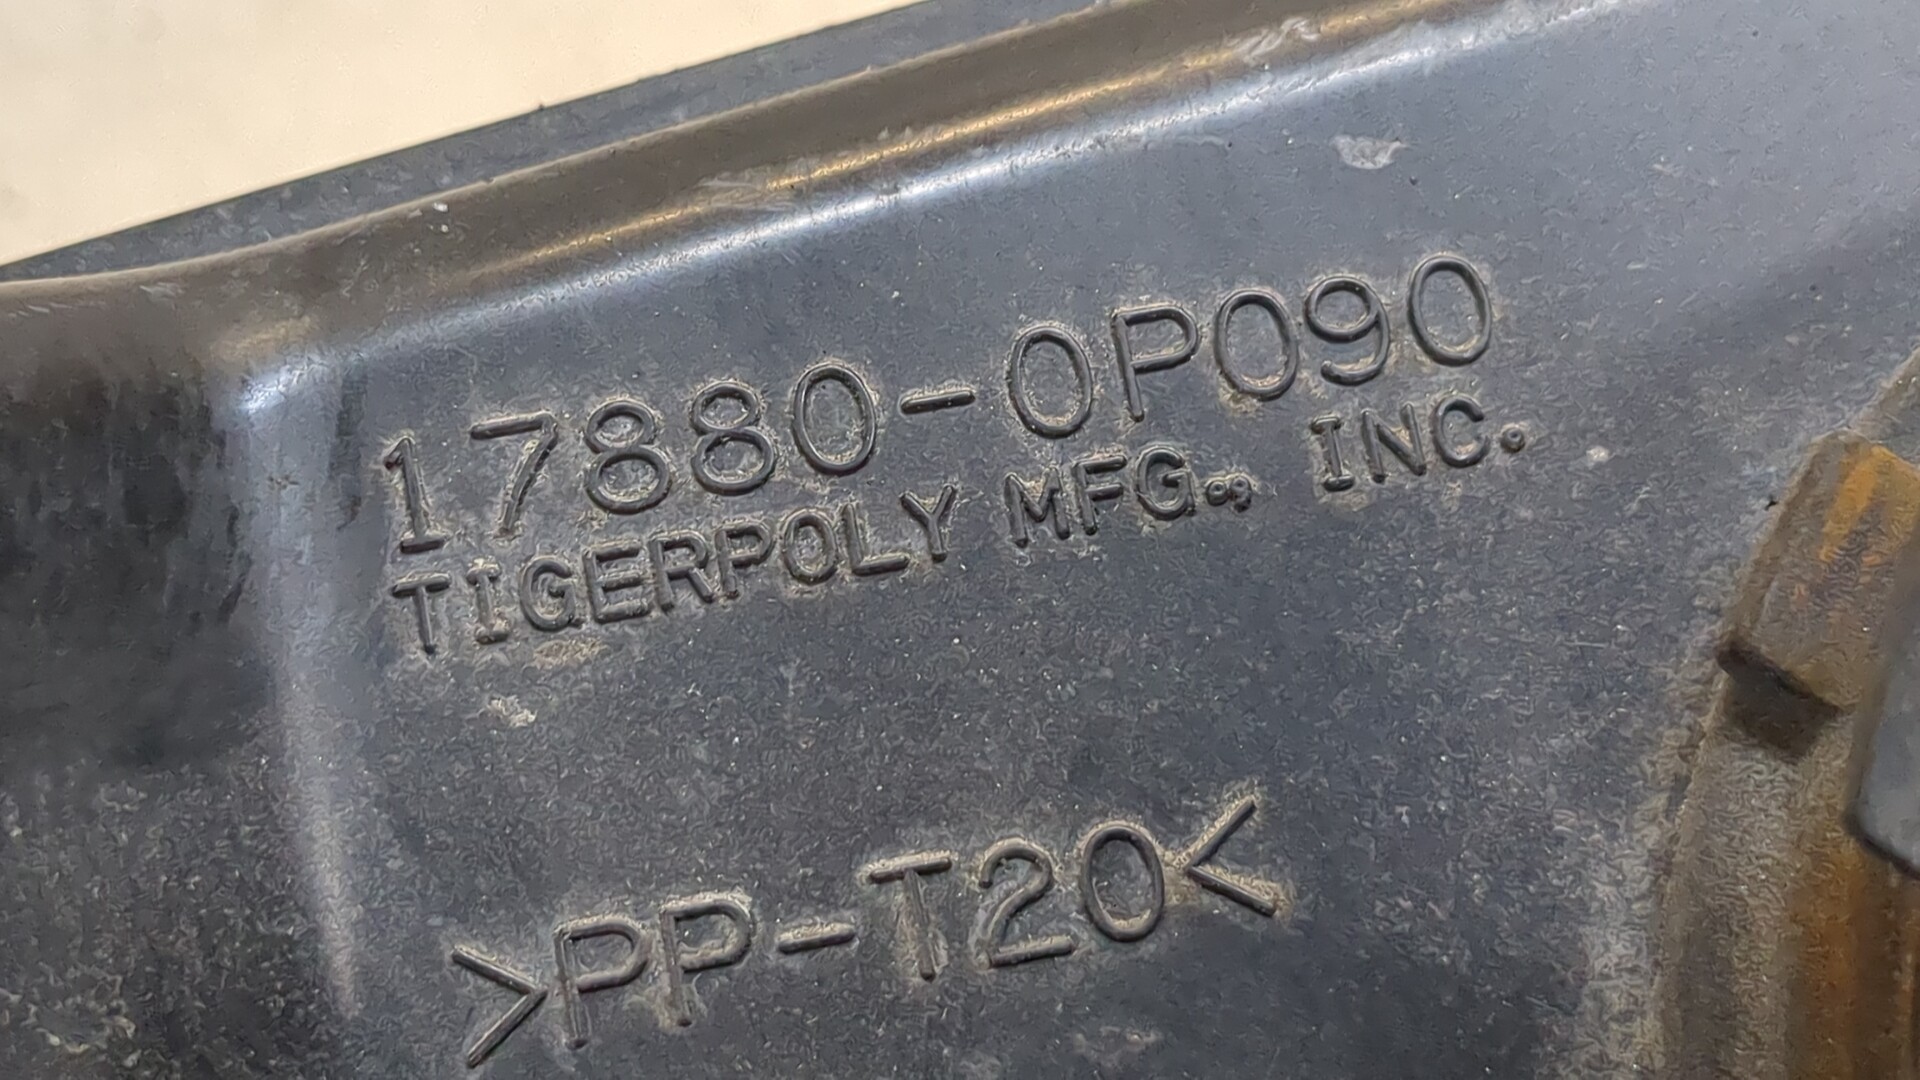 17880-0P090
TIGERPOLY MFG., INC.
>PP-T20<